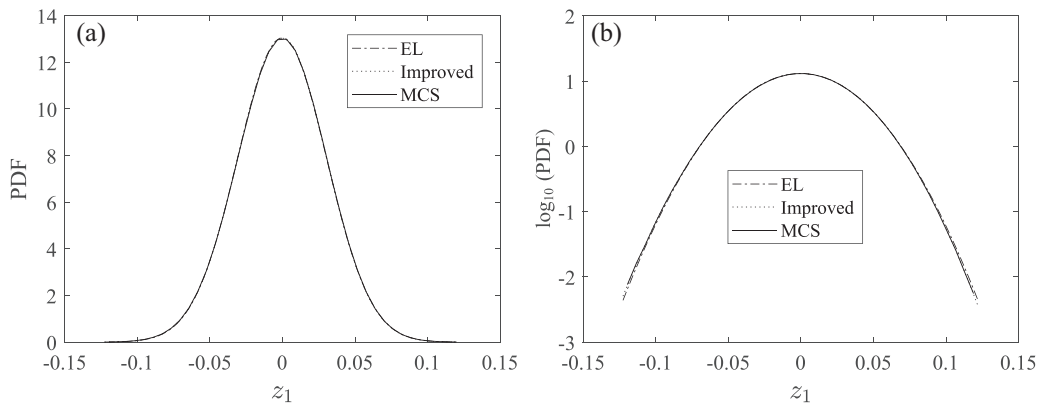 (a)
14
12
10
8
6
4
2
0
PDF
EL
Improved
MCS
-0.15 -0.1 -0.05 0 0.05 0.1 0.15
z1
(b)
2
1
0
-1
-2
-3
log10 (PDF)
EL
Improved
MCS
-0.15 -0.1 -0.05 0 0.05 0.1 0.15
z1